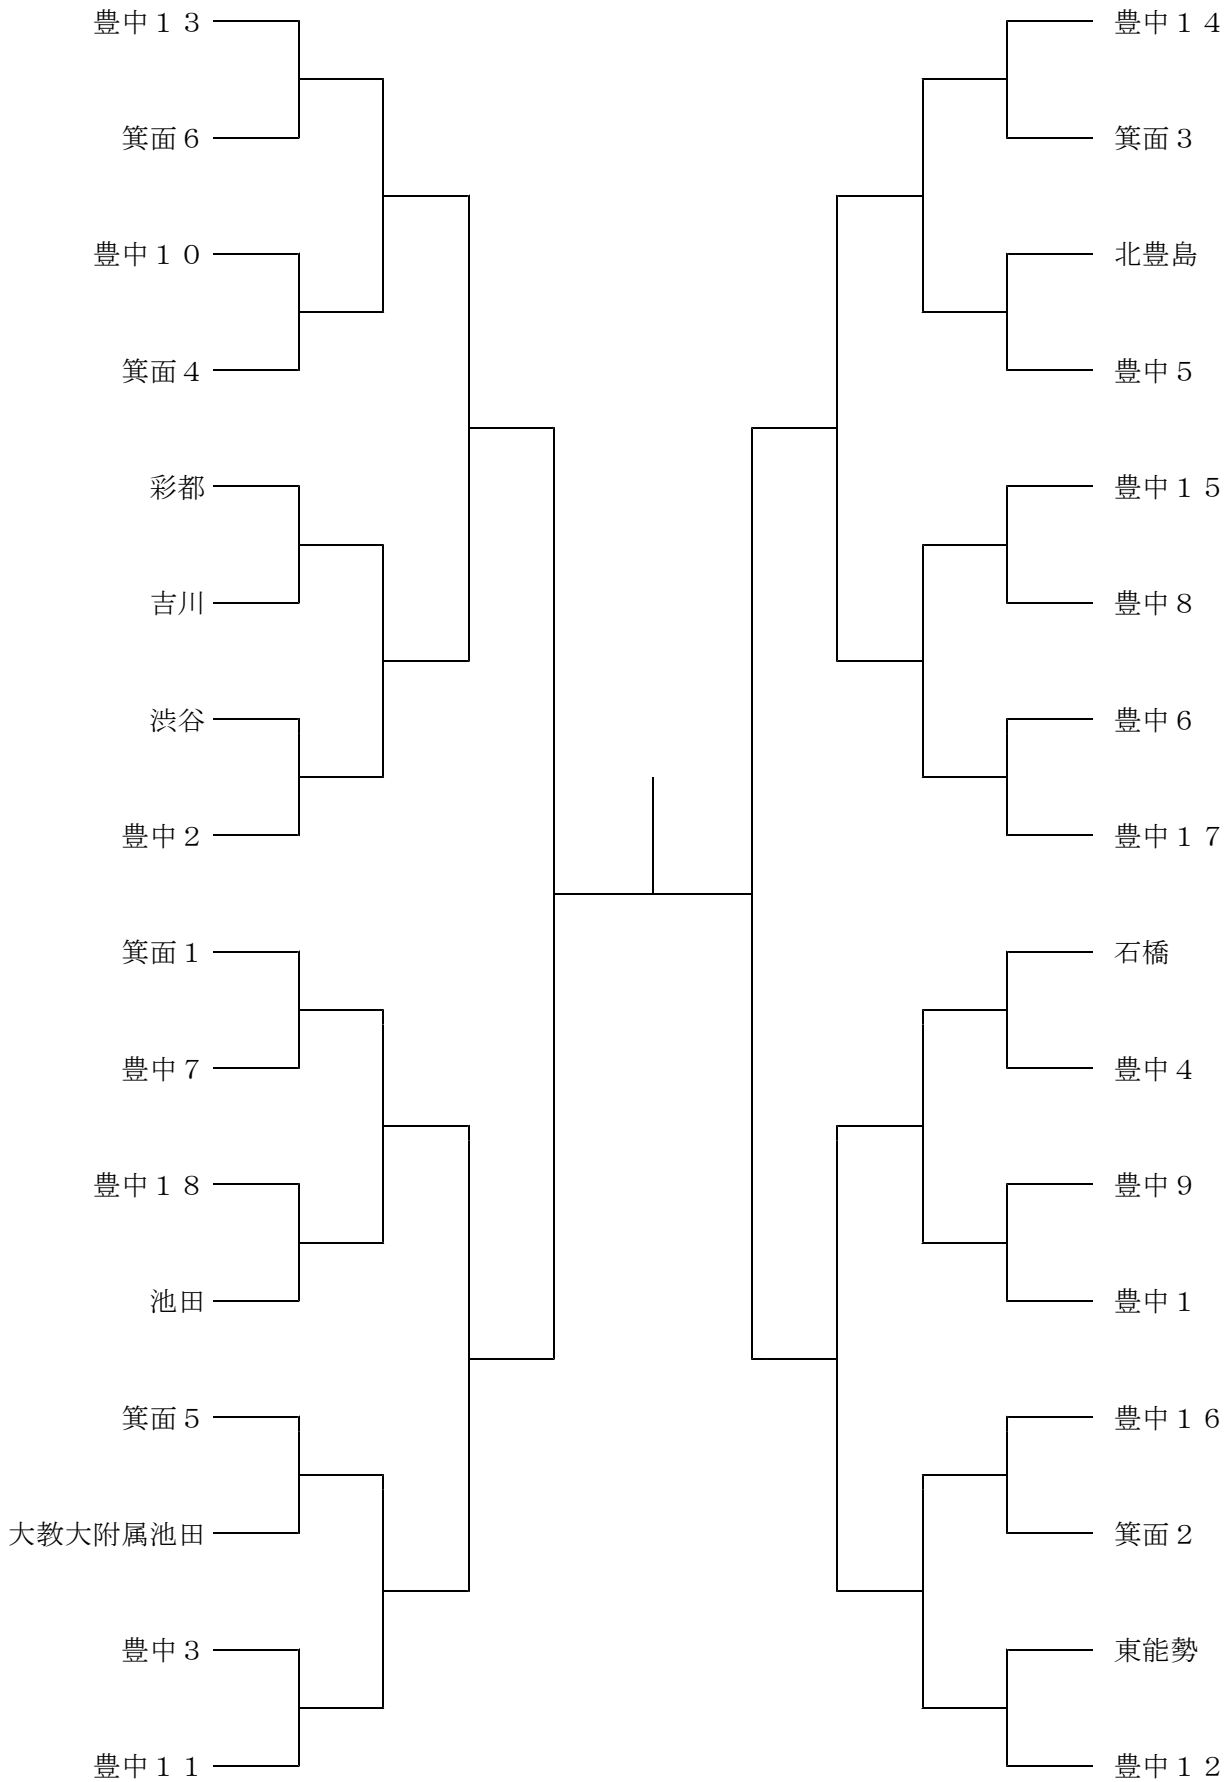 豊中１３
箕面６
豊中１０
箕面４
彩都
吉川
渋谷
豊中２
箕面１
豊中７
豊中１８
池田
箕面５
大教大附属池田
豊中３
豊中１１
豊中１４
箕面３
北豊島
豊中５
豊中１５
豊中８
豊中６
豊中１７
石橋
豊中４
豊中９
豊中１
豊中１６
箕面２
東能勢
豊中１２